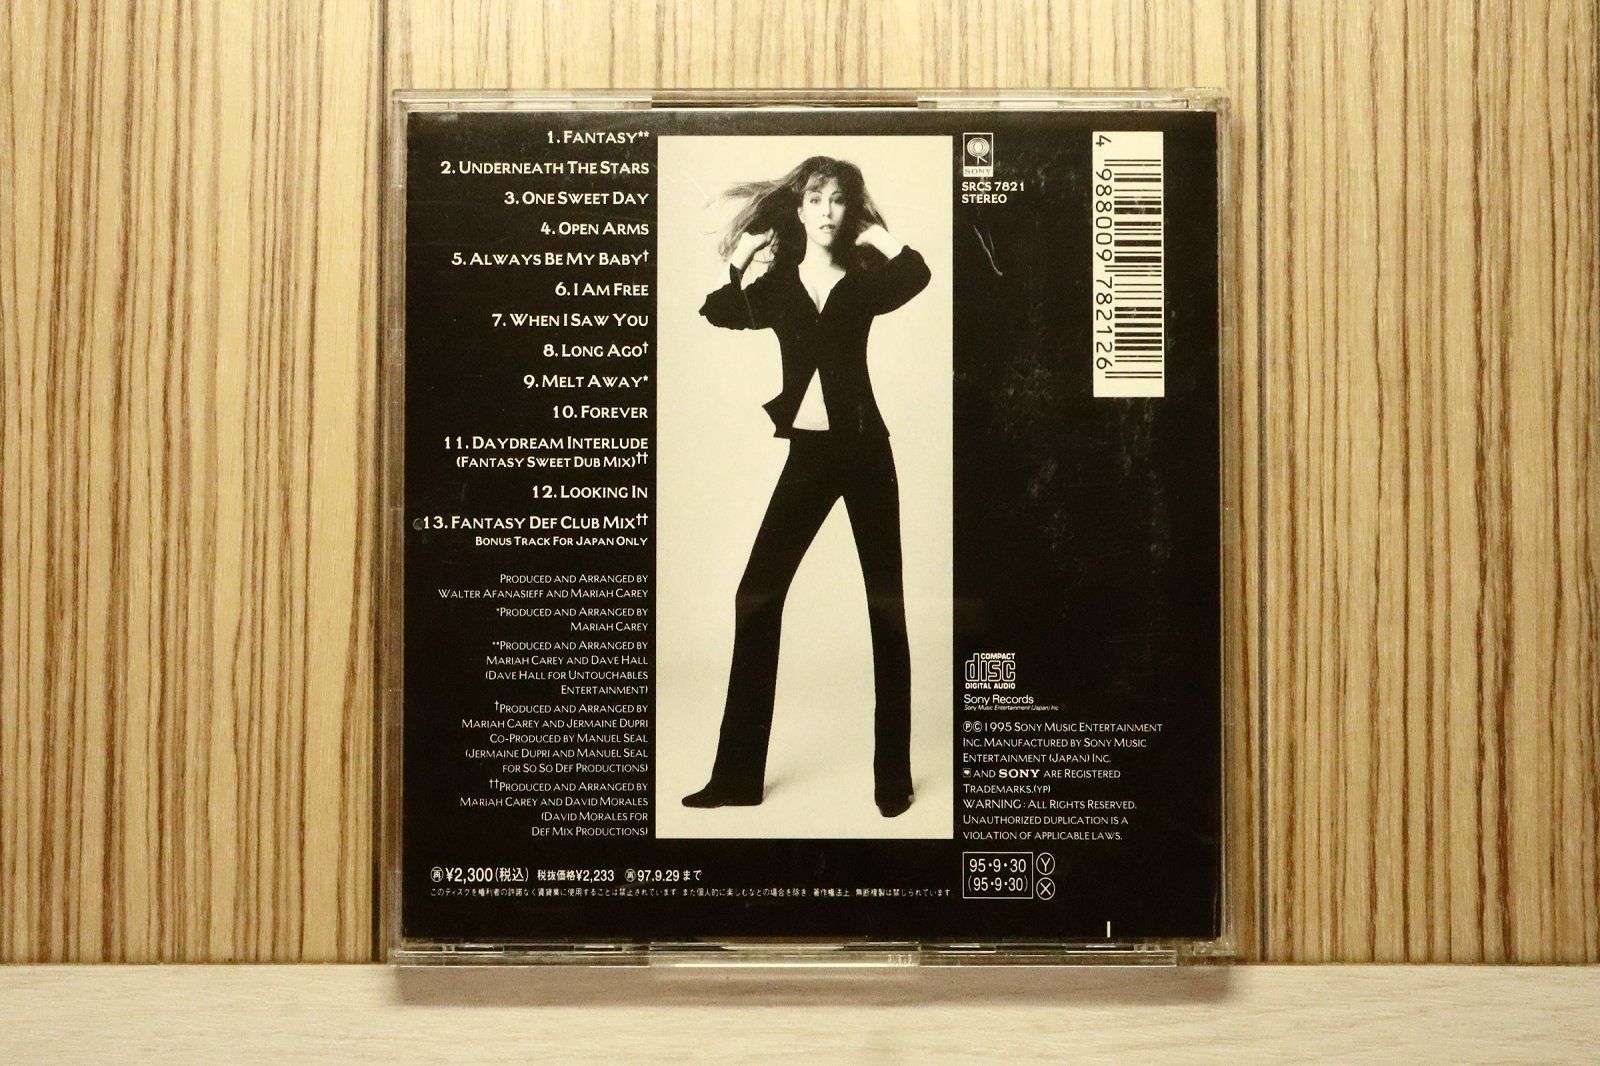 1. FANTASY**
2. UNDERNEATH THE STARS
3. ONE SWEET DAY
4. OPEN ARMS
5. ALWAYS BE MY BABY†
6. I AM FREE
7. WHEN I SAW YOU
8. LONG AGO†
9. MELT AWAY*
10. FOREVER
11. DAYDREAM INTERLUDE
(FANTASY SWEET DUB MIX)††
12. LOOKING IN
13. FANTASY DEF CLUB MIX††
BONUS TRACK FOR JAPAN ONLY
PRODUCED AND ARRANGED BY
WALTER AFANASIEFF AND MARIAH CAREY
*PRODUCED AND ARRANGED BY
MARIAH CAREY
**PRODUCED AND ARRANGED BY
MARIAH CAREY AND DAVE HALL
(DAVE HALL FOR UNTOUCHABLES
ENTERTAINMENT)
†PRODUCED AND ARRANGED BY
MARIAH CAREY AND JERMAINE DUPRI
CO-PRODUCED BY MANUEL SEAL
(JERMAINE DUPRI AND MANUEL SEAL
FOR SO SO DEF PRODUCTIONS)
††PRODUCED AND ARRANGED BY
MARIAH CAREY AND DAVID MORALES
(DAVID MORALES FOR
DEF MIX PRODUCTIONS)
㊢¥2,300(税込) 税抜価格¥2,233 ㊢97.9.29まで
このディスクを権利者の許諾なく賃貸業に使用することは禁止されています。また個人的に楽しむなどの場合を除き、著作権法上、無断複製は禁じられています。
SONY
SRCS 7821
STEREO
4 988009 782126
COMPACT
disc
DIGITAL AUDIO
Sony Records
Sony Music Entertainment (Japan) Inc
℗©1995 SONY MUSIC ENTERTAINMENT
INC. MANUFACTURED BY SONY MUSIC
ENTERTAINMENT (JAPAN) INC.
AND SONY ARE REGISTERED
TRADEMARKS.(YP)
WARNING : ALL RIGHTS RESERVED.
UNAUTHORIZED DUPLICATION IS A
VIOLATION OF APPLICABLE LAWS.
95・9・30 Ⓨ
(95・9・30) Ⓧ